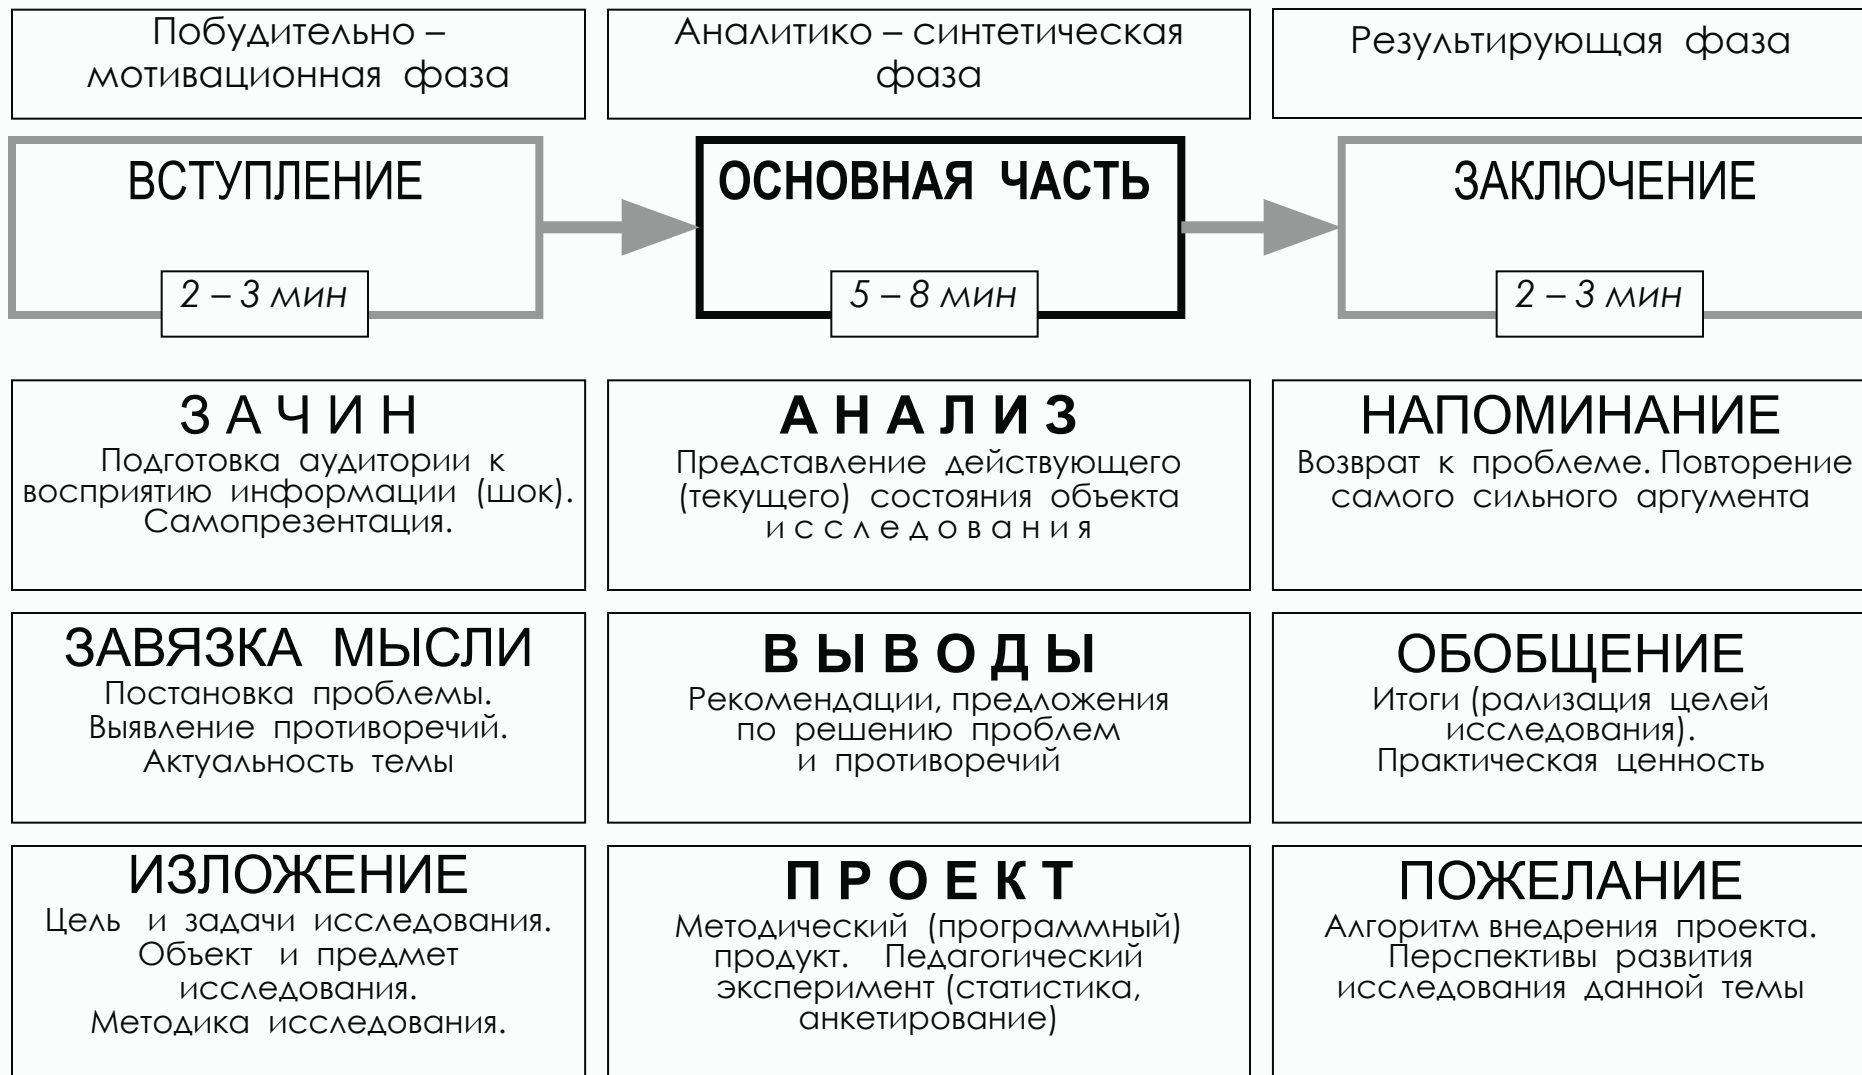 Побудительно –
мотивационная фаза
Аналитико – синтетическая
фаза
Результирующая фаза
ВСТУПЛЕНИЕ
2 – 3 мин
ОСНОВНАЯ ЧАСТЬ
5 – 8 мин
ЗАКЛЮЧЕНИЕ
2 – 3 мин
З А Ч И Н
Подготовка аудитории к
восприятию информации (шок).
Самопрезентация.
А Н А Л И З
Представление действующего
(текущего) состояния объекта
и с с л е д о в а н и я
НАПОМИНАНИЕ
Возврат к проблеме. Повторение
самого сильного аргумента
ЗАВЯЗКА МЫСЛИ
Постановка проблемы.
Выявление противоречий.
Актуальность темы
В Ы В О Д Ы
Рекомендации, предложения
по решению проблем
и противоречий
ОБОБЩЕНИЕ
Итоги (рализация целей
исследования).
Практическая ценность
ИЗЛОЖЕНИЕ
Цель и задачи исследования.
Объект и предмет
исследования.
Методика исследования.
П Р О Е К Т
Методический (программный)
продукт. Педагогический
эксперимент (статистика,
анкетирование)
ПОЖЕЛАНИЕ
Алгоритм внедрения проекта.
Перспективы развития
исследования данной темы